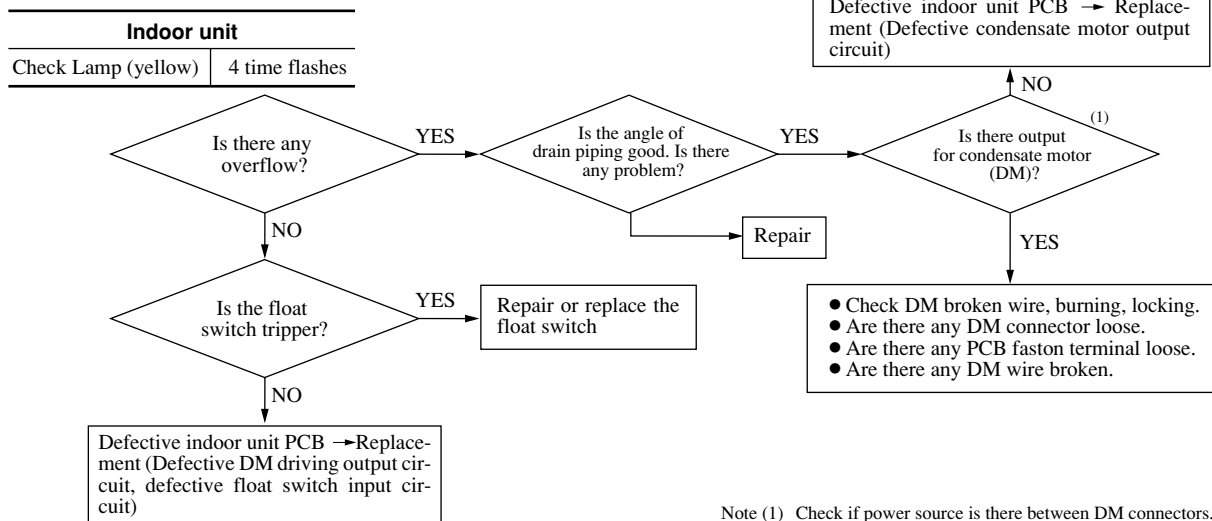 Indoor unit
Check Lamp (yellow) 4 time flashes
Is there any
overflow?
YES
Is the angle of
drain piping good. Is there
any problem?
YES
(1)
Is there output
for condensate motor
(DM)?
NO
Defective indoor unit PCB → Replace-
ment (Defective condensate motor output
circuit)
NO
Repair
YES
Is the float
switch tripper?
YES
Repair or replace the
float switch
● Check DM broken wire, burning, locking.
● Are there any DM connector loose.
● Are there any PCB faston terminal loose.
● Are there any DM wire broken.
NO
Defective indoor unit PCB →Replace-
ment (Defective DM driving output cir-
cuit, defective float switch input cir-
cuit)
Note (1) Check if power source is there between DM connectors.